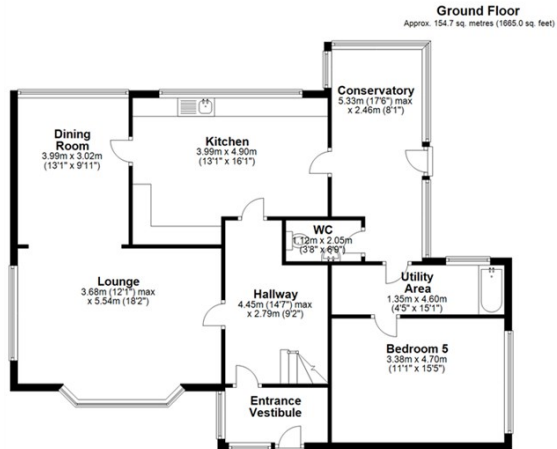 Ground Floor
Approx. 154.7 sq. metres (1665.0 sq. feet)
Conservatory
5.33m (17'6") max
x 2.46m (8'1")
Dining
Room
3.99m x 3.02m
(13'1" x 9'11")
Kitchen
3.99m x 4.90m
(13'1" x 16'1")
WC
1.12m x 2.05m
(3'8" x 6'9")
Lounge
3.68m (12'1") max
x 5.54m (18'2")
Hallway
4.45m (14'7") max
x 2.79m (9'2")
Utility
Area
1.35m x 4.60m
(4'5" x 15'1")
Bedroom 5
3.38m x 4.70m
(11'1" x 15'5")
Entrance
Vestibule